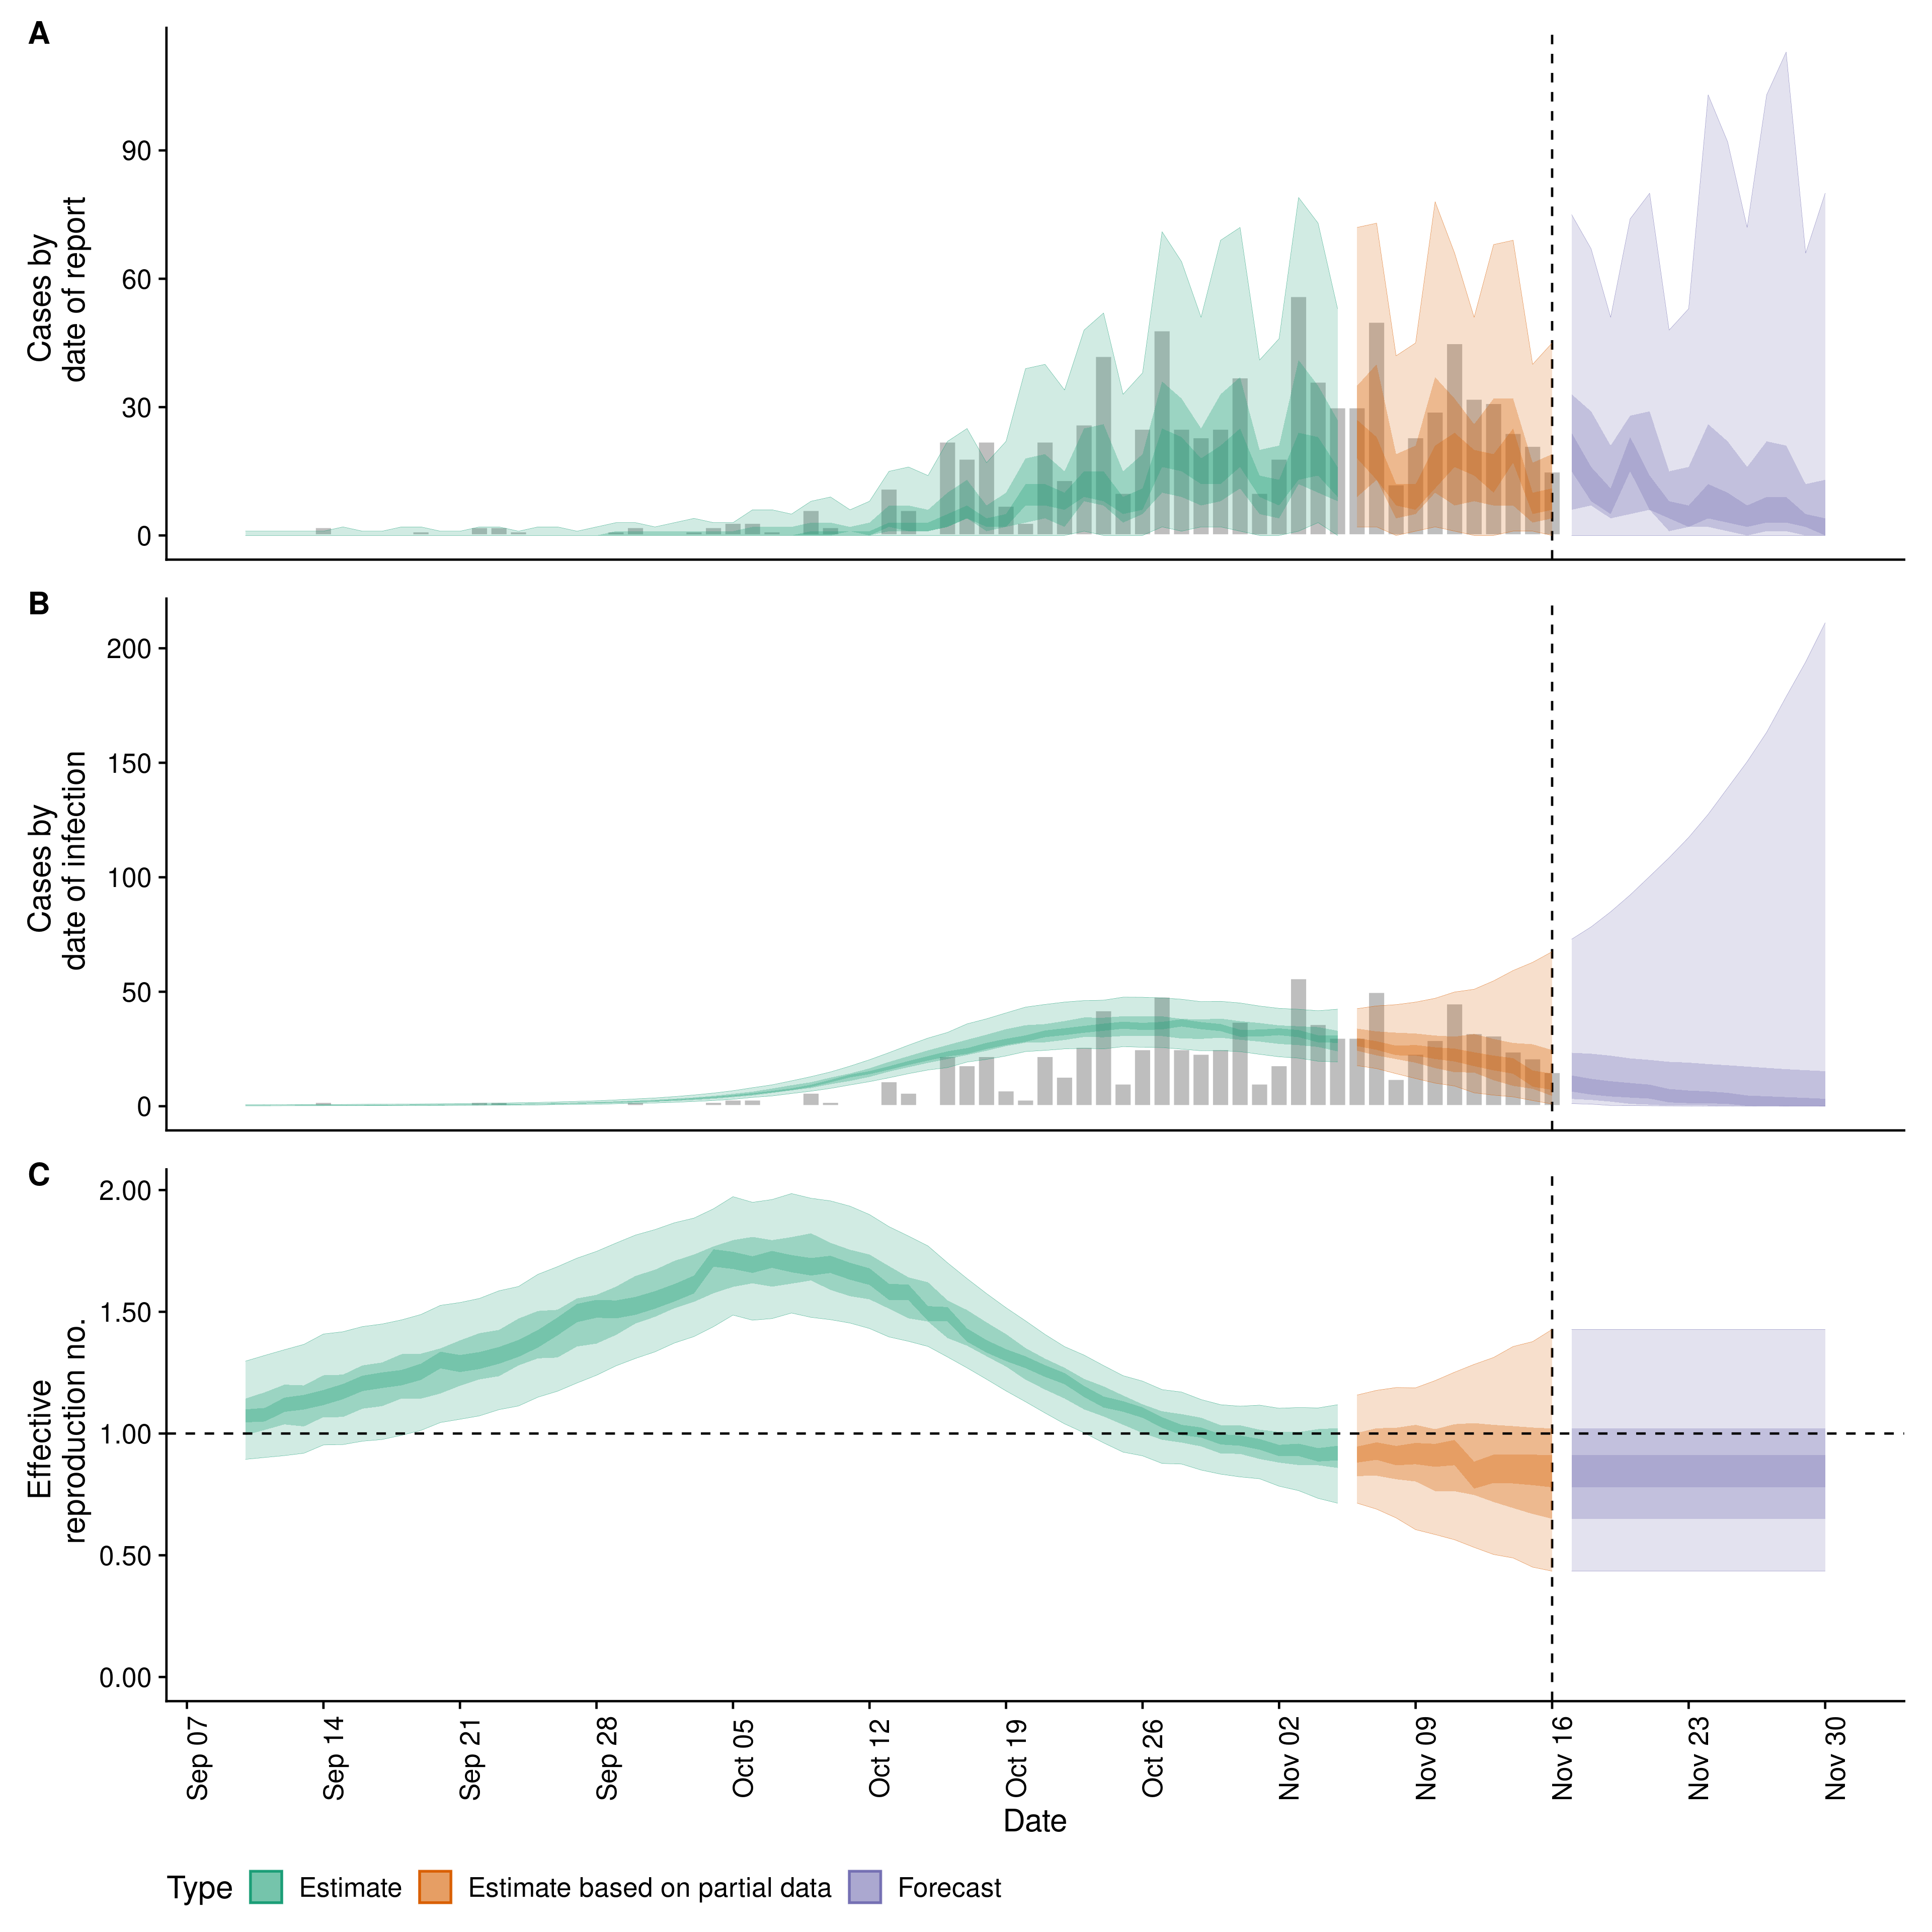 A
Cases by
date of report
90
60
30
0
B
Cases by
date of infection
200
150
100
50
0
C
Effective
reproduction no.
2.00
1.50
1.00
0.50
0.00
Sep 07
Sep 14
Sep 21
Sep 28
Oct 05
Oct 12
Oct 19
Oct 26
Nov 02
Nov 09
Nov 16
Nov 23
Nov 30
Date
Type Estimate Estimate based on partial data Forecast